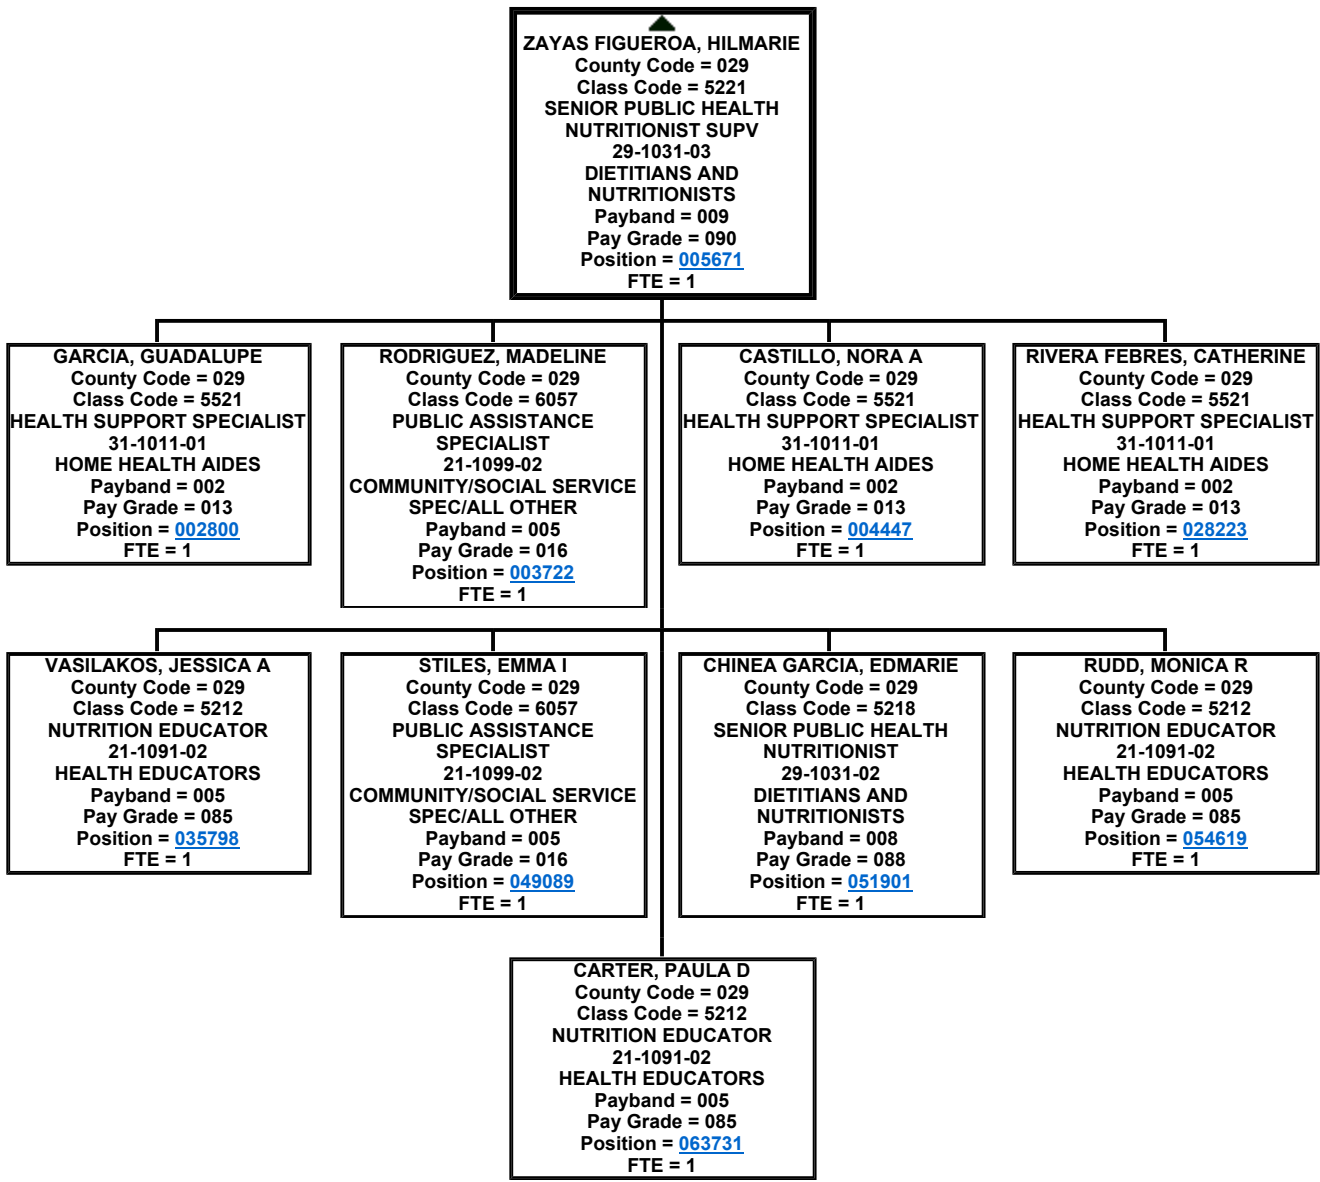 ZAYAS FIGUEROA, HILMARIE
County Code = 029
Class Code = 5221
SENIOR PUBLIC HEALTH
NUTRITIONIST SUPV
29-1031-03
DIETITIANS AND
NUTRITIONISTS
Payband = 009
Pay Grade = 090
Position = 005671
FTE = 1
GARCIA, GUADALUPE
County Code = 029
Class Code = 5521
HEALTH SUPPORT SPECIALIST
31-1011-01
HOME HEALTH AIDES
Payband = 002
Pay Grade = 013
Position = 002800
FTE = 1
RODRIGUEZ, MADELINE
County Code = 029
Class Code = 6057
PUBLIC ASSISTANCE
SPECIALIST
21-1099-02
COMMUNITY/SOCIAL SERVICE
SPEC/ALL OTHER
Payband = 005
Pay Grade = 016
Position = 003722
FTE = 1
CASTILLO, NORA A
County Code = 029
Class Code = 5521
HEALTH SUPPORT SPECIALIST
31-1011-01
HOME HEALTH AIDES
Payband = 002
Pay Grade = 013
Position = 004447
FTE = 1
RIVERA FEBRES, CATHERINE
County Code = 029
Class Code = 5521
HEALTH SUPPORT SPECIALIST
31-1011-01
HOME HEALTH AIDES
Payband = 002
Pay Grade = 013
Position = 028223
FTE = 1
VASILAKOS, JESSICA A
County Code = 029
Class Code = 5212
NUTRITION EDUCATOR
21-1091-02
HEALTH EDUCATORS
Payband = 005
Pay Grade = 085
Position = 035798
FTE = 1
STILES, EMMA I
County Code = 029
Class Code = 6057
PUBLIC ASSISTANCE
SPECIALIST
21-1099-02
COMMUNITY/SOCIAL SERVICE
SPEC/ALL OTHER
Payband = 005
Pay Grade = 016
Position = 049089
FTE = 1
CHINEA GARCIA, EDMARIE
County Code = 029
Class Code = 5218
SENIOR PUBLIC HEALTH
NUTRITIONIST
29-1031-02
DIETITIANS AND
NUTRITIONISTS
Payband = 008
Pay Grade = 088
Position = 051901
FTE = 1
RUDD, MONICA R
County Code = 029
Class Code = 5212
NUTRITION EDUCATOR
21-1091-02
HEALTH EDUCATORS
Payband = 005
Pay Grade = 085
Position = 054619
FTE = 1
CARTER, PAULA D
County Code = 029
Class Code = 5212
NUTRITION EDUCATOR
21-1091-02
HEALTH EDUCATORS
Payband = 005
Pay Grade = 085
Position = 063731
FTE = 1